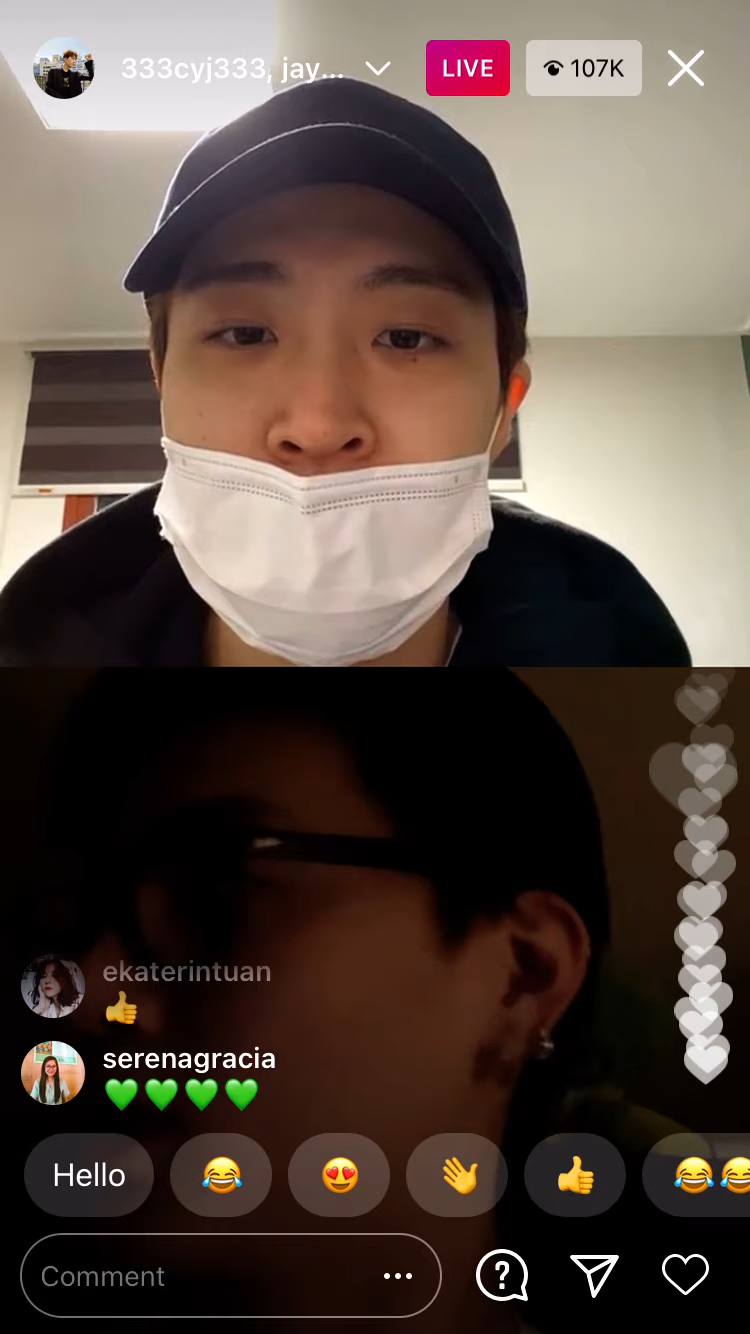 333cyj333, jay...
LIVE
107K
ekaterintuan
👍
serenagracia
💚💚💚💚
Hello
😂
😍
👋
👍
😂😂
Comment